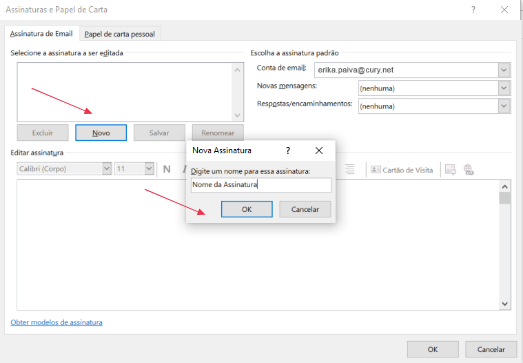 Assinaturas e Papel de Carta
Assinatura de Email
Papel de carta pessoal
Selecione a assinatura a ser editada
Escolha a assinatura padrão
Conta de email: erika.paiva@cury.net
Novas mensagens: (nenhuma)
Respostas/encaminhamentos: (nenhuma)
Excluir
Novo
Salvar
Renomear
Editar assinatura
Calibri (Corpo)
11
N
Cartão de Visita
Nova Assinatura
Digite um nome para essa assinatura:
Nome da Assinatura
OK
Cancelar
Obter modelos de assinatura
OK
Cancelar